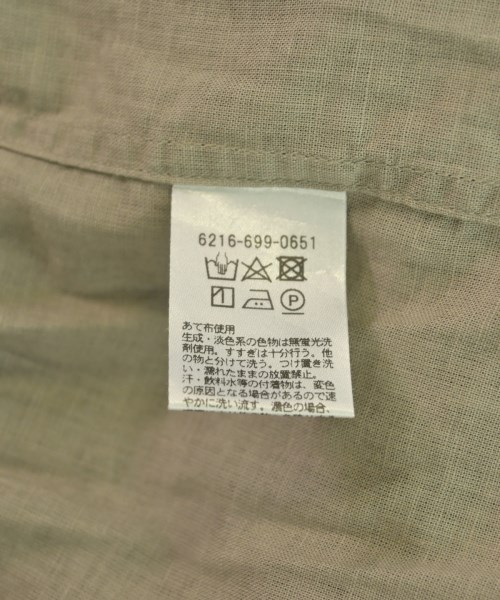 6216-699-0651
P
あて布使用
生成・淡色系の色物は無蛍光洗
剤使用。すすぎは十分行う。他
の物と分けて洗う。つけ置き洗
い・濡れたままの放置禁止。
汗・飲料水等の付着物は、変色
の原因となる場合があるので速
やかに洗い流す。濃色の場合、